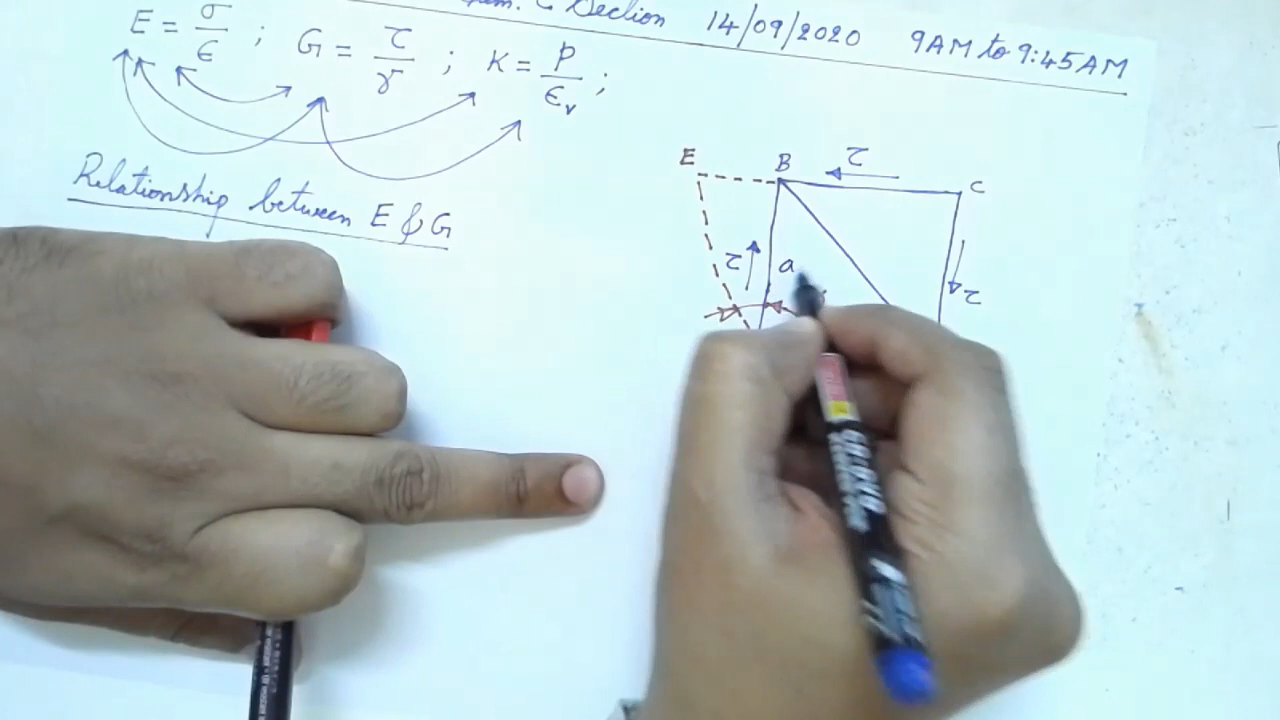 Section 14/09/2020 9AM to 9:45AM
E = σ/ε ; G = τ/γ ; K = P/εv ;
Relationship between E & G
E B τ C
τ a τ